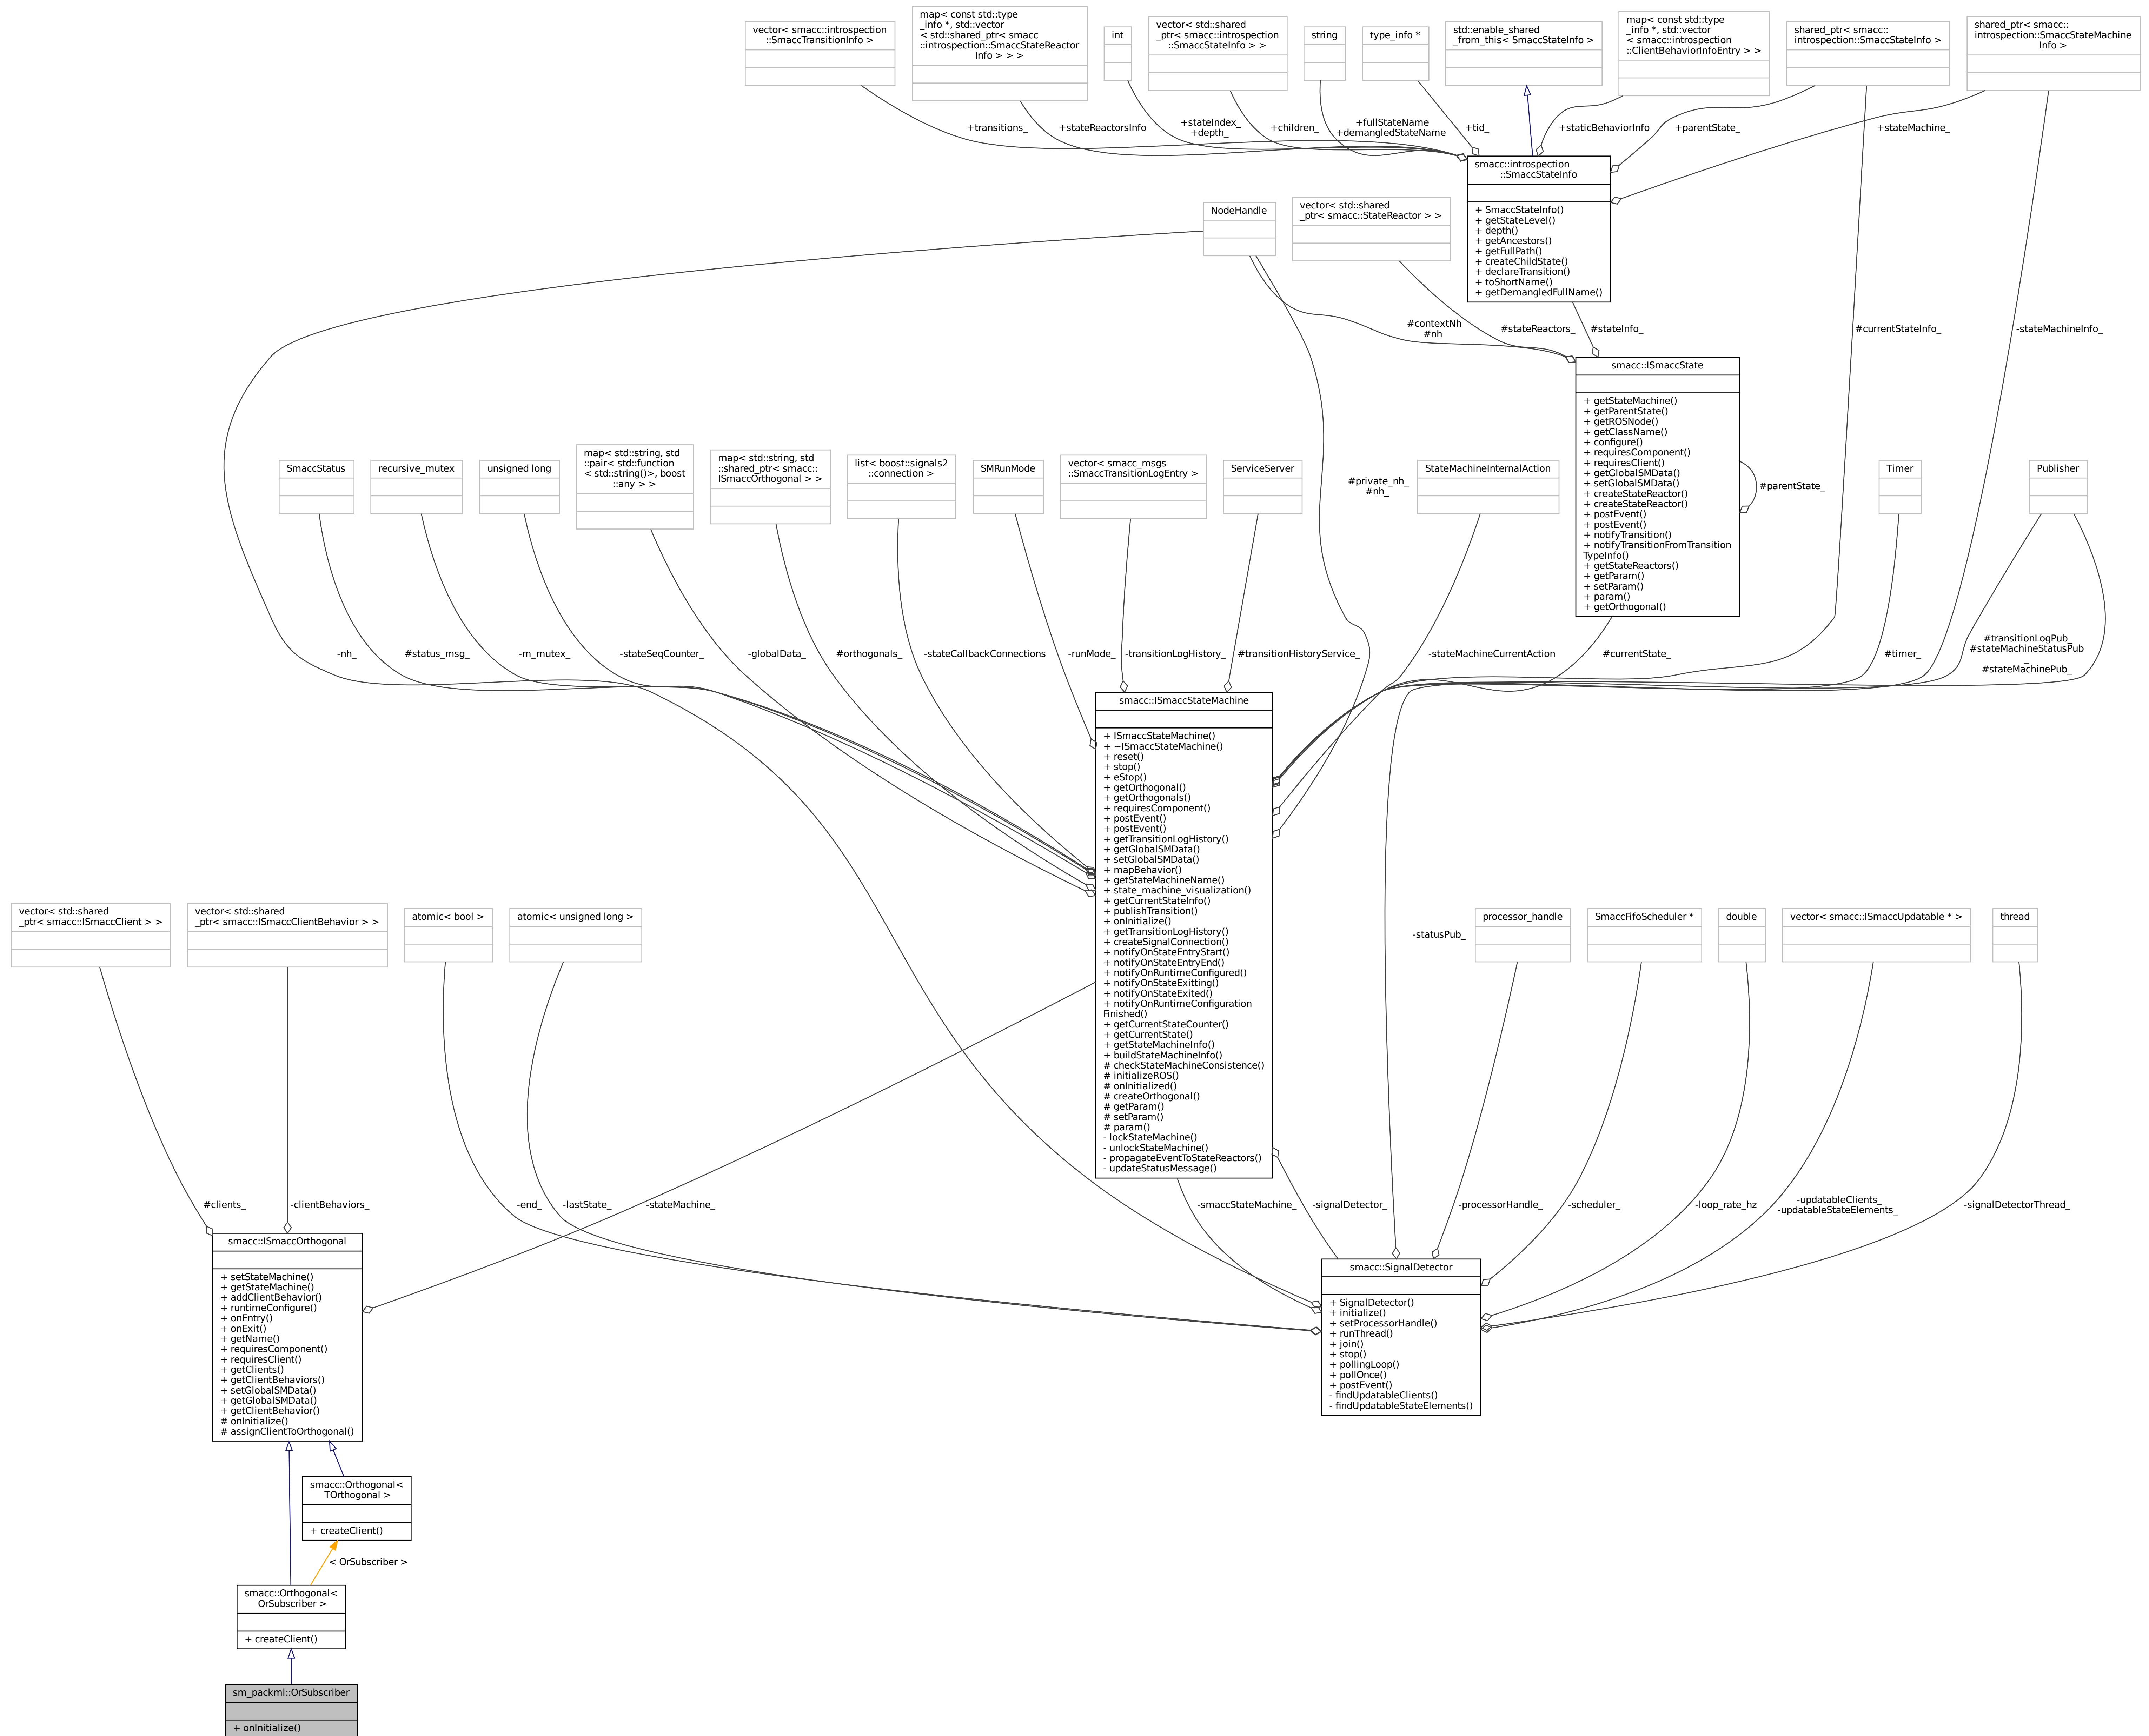 vector< smacc::introspection
::SmaccTransitionInfo >
map< const std::type
_info *, std::vector
< std::shared_ptr< smacc
::introspection::SmaccStateReactor
Info > > >
int
vector< std::shared
_ptr< smacc::introspection
::SmaccStateInfo > >
string
type_info *
std::enable_shared
_from_this< SmaccStateInfo >
map< const std::type
_info *, std::vector
< smacc::introspection
::ClientBehaviorInfoEntry > >
shared_ptr< smacc::
introspection::SmaccStateInfo >
shared_ptr< smacc::
introspection::SmaccStateMachine
Info >
+transitions_
+stateReactorsInfo
+stateIndex_
+depth_
+children_
+fullStateName
+demangledStateName
+tid_
+staticBehaviorInfo
+parentState_
+stateMachine_
smacc::introspection
::SmaccStateInfo
+ SmaccStateInfo()
+ getStateLevel()
+ depth()
+ getAncestors()
+ getFullPath()
+ createChildState()
+ declareTransition()
+ toShortName()
+ getDemangledFullName()
NodeHandle
vector< std::shared
_ptr< smacc::StateReactor > >
#contextNh
#nh
#stateReactors_
#stateInfo_
#currentStateInfo_
-stateMachineInfo_
smacc::ISmaccState
+ getStateMachine()
+ getParentState()
+ getROSNode()
+ getClassName()
+ configure()
+ requiresComponent()
+ requiresClient()
+ getGlobalSMData()
+ setGlobalSMData()
+ createStateReactor()
+ createStateReactor()
+ postEvent()
+ postEvent()
+ notifyTransition()
+ notifyTransitionFromTransition
TypeInfo()
+ getStateReactors()
+ getParam()
+ setParam()
+ param()
+ getOrthogonal()
#parentState_
SmaccStatus
recursive_mutex
unsigned long
map< std::string, std
::pair< std::function
< std::string()>, boost
::any > >
map< std::string, std
::shared_ptr< smacc::
ISmaccOrthogonal > >
list< boost::signals2
::connection >
SMRunMode
vector< smacc_msgs
::SmaccTransitionLogEntry >
ServiceServer
#private_nh_
#nh_
StateMachineInternalAction
Timer
Publisher
-nh_
#status_msg_
-m_mutex_
-stateSeqCounter_
-globalData_
#orthogonals_
-stateCallbackConnections
-runMode_
-transitionLogHistory_
#transitionHistoryService_
-stateMachineCurrentAction
#currentState_
#timer_
#transitionLogPub_
#stateMachineStatusPub
_
#stateMachinePub_
smacc::ISmaccStateMachine
+ ISmaccStateMachine()
+ ~ISmaccStateMachine()
+ reset()
+ stop()
+ eStop()
+ getOrthogonal()
+ getOrthogonals()
+ requiresComponent()
+ postEvent()
+ postEvent()
+ getTransitionLogHistory()
+ getGlobalSMData()
+ setGlobalSMData()
+ mapBehavior()
+ getStateMachineName()
+ state_machine_visualization()
+ getCurrentStateInfo()
+ publishTransition()
+ onInitialize()
+ getTransitionLogHistory()
+ createSignalConnection()
+ notifyOnStateEntryStart()
+ notifyOnStateEntryEnd()
+ notifyOnRuntimeConfigured()
+ notifyOnStateExitting()
+ notifyOnStateExited()
+ notifyOnRuntimeConfiguration
Finished()
+ getCurrentStateCounter()
+ getCurrentState()
+ getStateMachineInfo()
+ buildStateMachineInfo()
# checkStateMachineConsistence()
# initializeROS()
# onInitialized()
# createOrthogonal()
# getParam()
# setParam()
# param()
- lockStateMachine()
- unlockStateMachine()
- propagateEventToStateReactors()
- updateStatusMessage()
vector< std::shared
_ptr< smacc::ISmaccClient > >
vector< std::shared
_ptr< smacc::ISmaccClientBehavior > >
atomic< bool >
atomic< unsigned long >
-statusPub_
processor_handle
SmaccFifoScheduler *
double
vector< smacc::ISmaccUpdatable * >
thread
#clients_
-clientBehaviors_
-end_
-lastState_
-stateMachine_
-smaccStateMachine_
-signalDetector_
-processorHandle_
-scheduler_
-loop_rate_hz
-updatableClients_
-updatableStateElements_
-signalDetectorThread_
smacc::ISmaccOrthogonal
+ setStateMachine()
+ getStateMachine()
+ addClientBehavior()
+ runtimeConfigure()
+ onEntry()
+ onExit()
+ getName()
+ requiresComponent()
+ requiresClient()
+ getClients()
+ getClientBehaviors()
+ setGlobalSMData()
+ getGlobalSMData()
+ getClientBehavior()
# onInitialize()
# assignClientToOrthogonal()
smacc::SignalDetector
+ SignalDetector()
+ initialize()
+ setProcessorHandle()
+ runThread()
+ join()
+ stop()
+ pollingLoop()
+ pollOnce()
+ postEvent()
- findUpdatableClients()
- findUpdatableStateElements()
smacc::Orthogonal<
TOrthogonal >
+ createClient()
< OrSubscriber >
smacc::Orthogonal<
OrSubscriber >
+ createClient()
sm_packml::OrSubscriber
+ onInitialize()